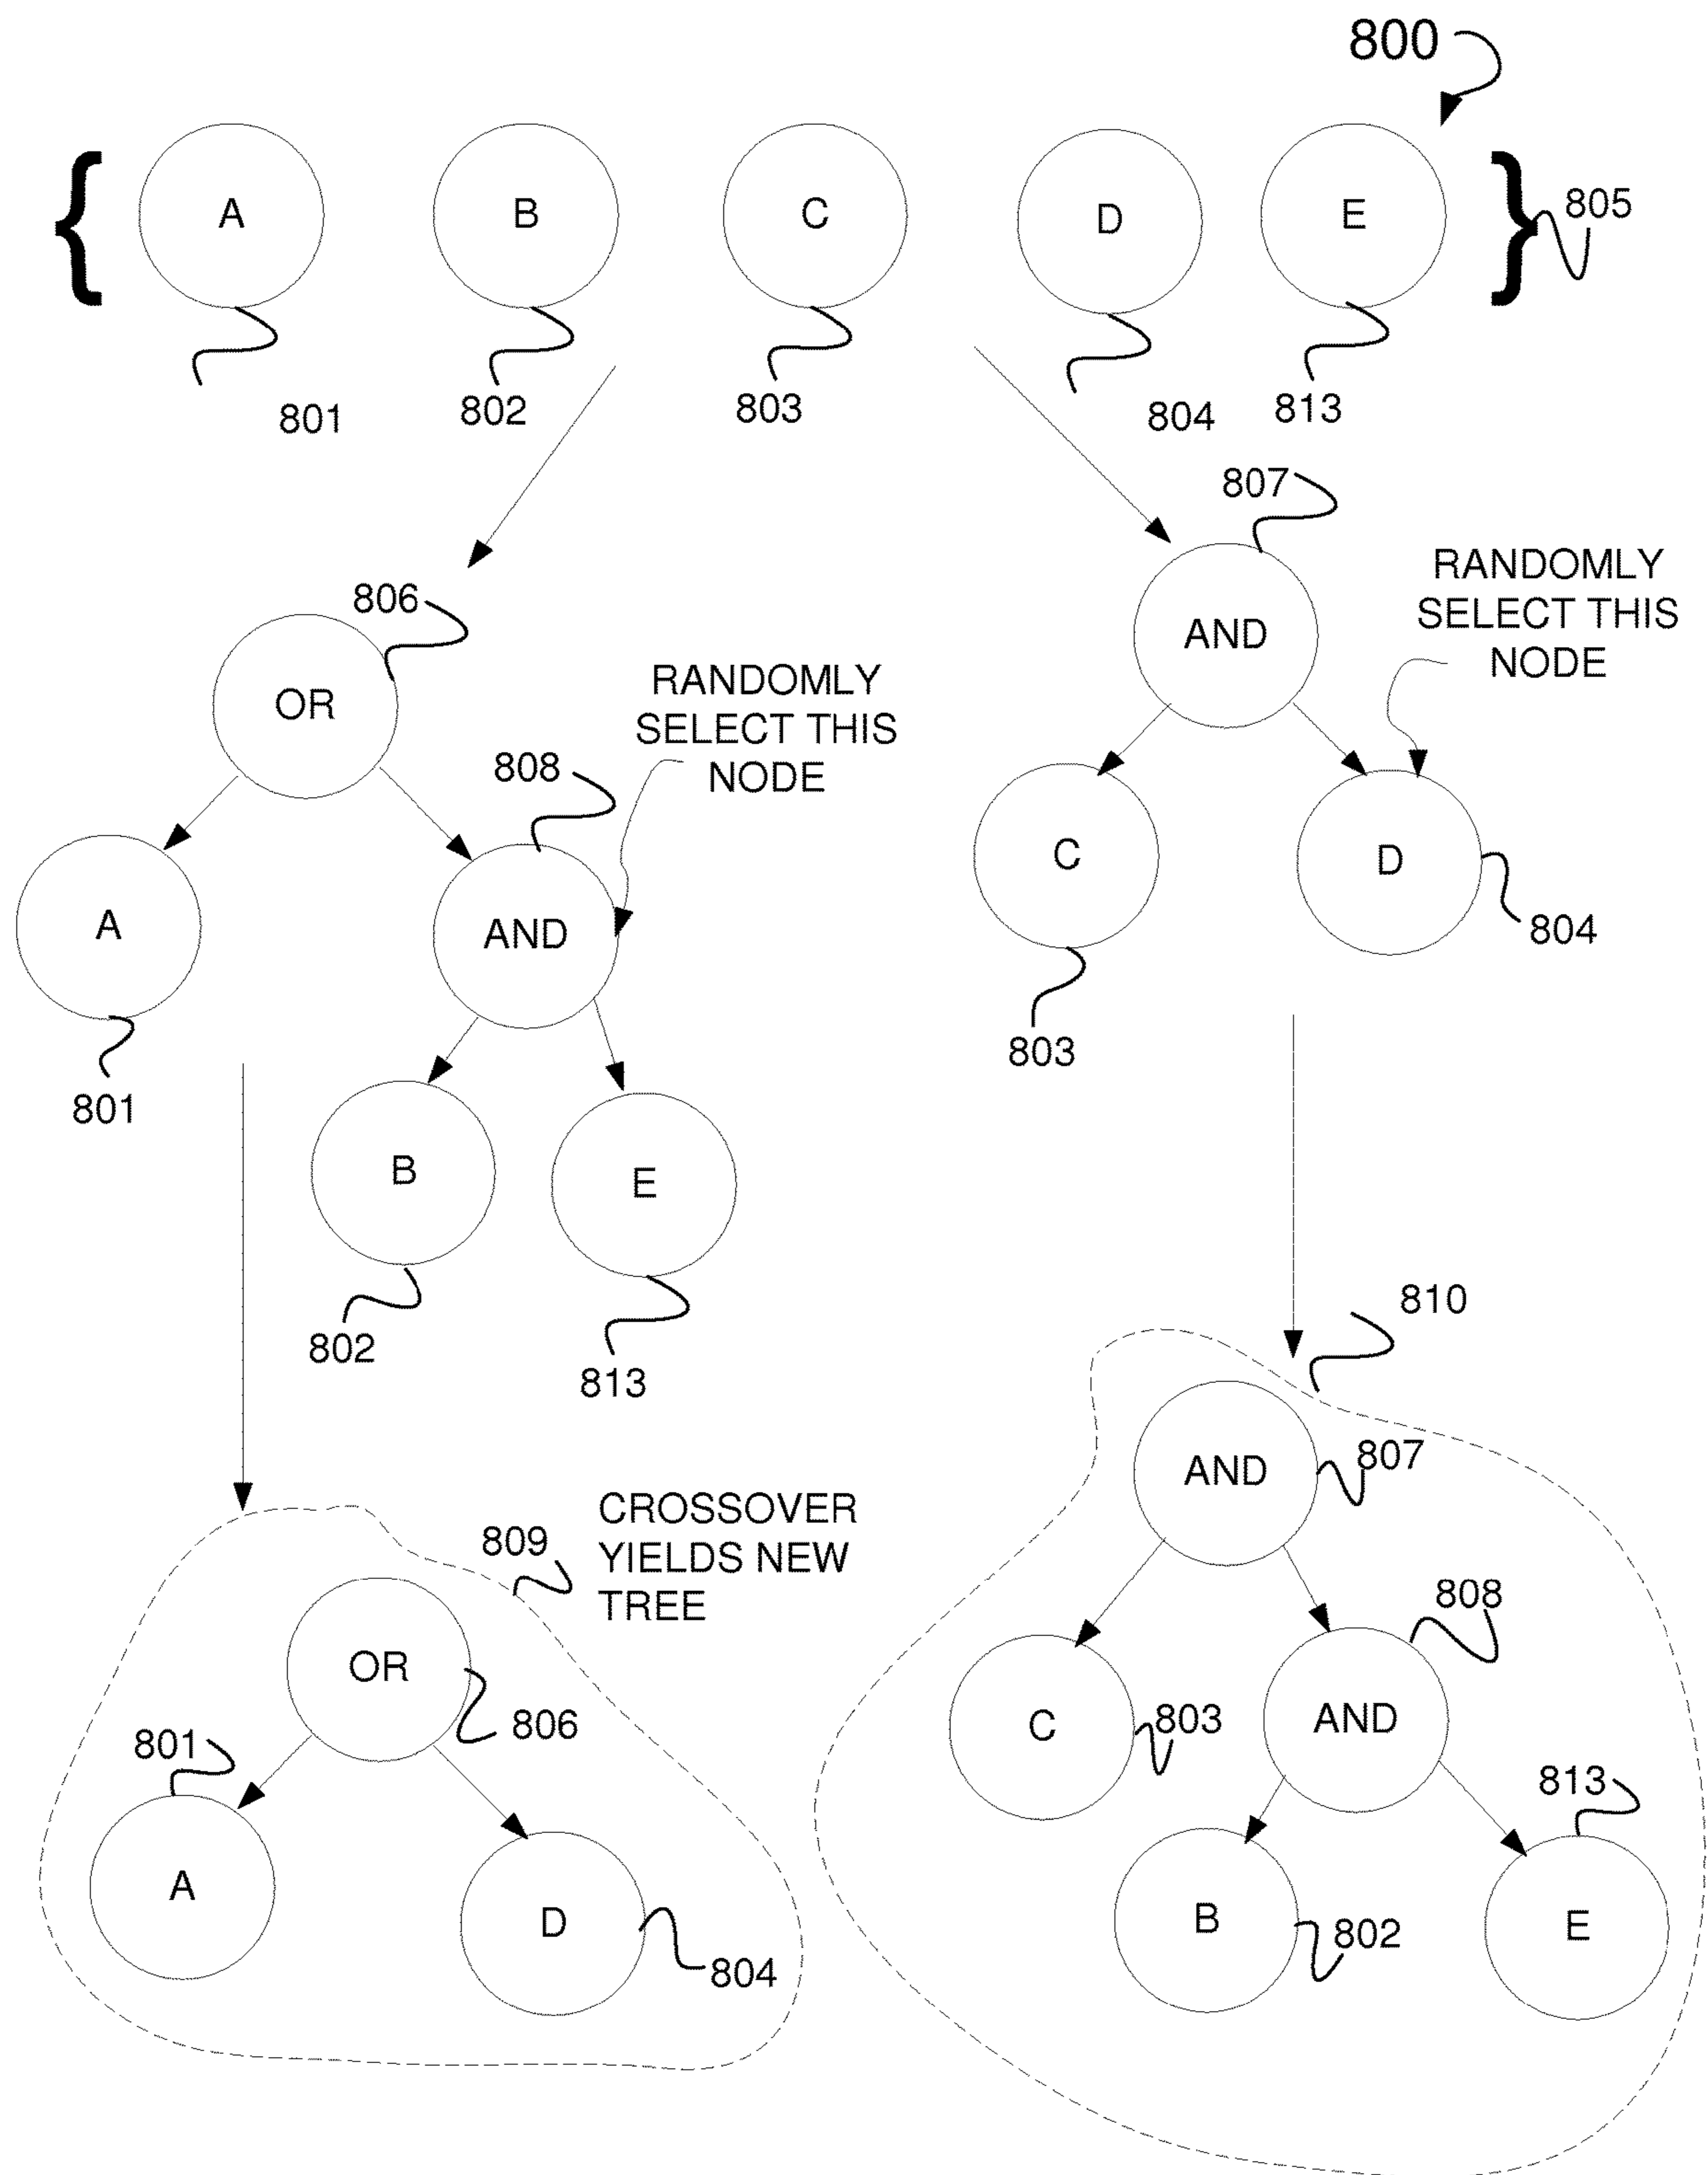 800
{ A B C D E } 805
801 802 803 804 813
807
RANDOMLY
SELECT THIS
NODE
806
AND
OR
RANDOMLY
SELECT THIS
NODE
808
C
D
A
AND
804
803
801
B
E
802
813
810
AND
807
809
CROSSOVER
YIELDS NEW
TREE
808
OR
806
C
803
AND
801
813
A
D
804
B
802
E